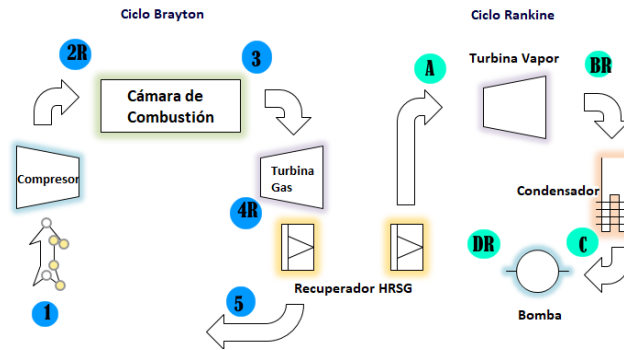 Ciclo Brayton
Ciclo Rankine
2R
3
A
Turbina Vapor
BR
Cámara de
Combustión
Compresor
Turbina
Gas
Condensador
4R
DR
C
1
5
Recuperador HRSG
Bomba